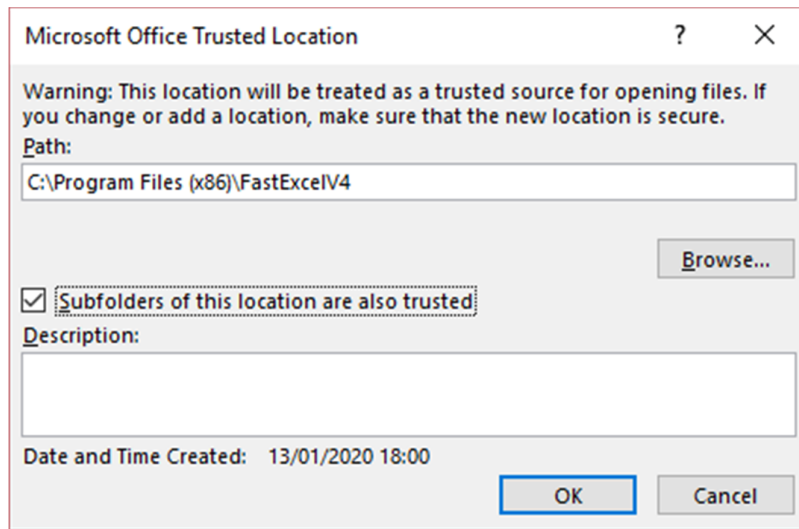 Microsoft Office Trusted Location
Warning: This location will be treated as a trusted source for opening files. If
you change or add a location, make sure that the new location is secure.
Path:
C:\Program Files (x86)\FastExcelV4
Browse...
Subfolders of this location are also trusted
Description:
Date and Time Created: 13/01/2020 18:00
OK Cancel